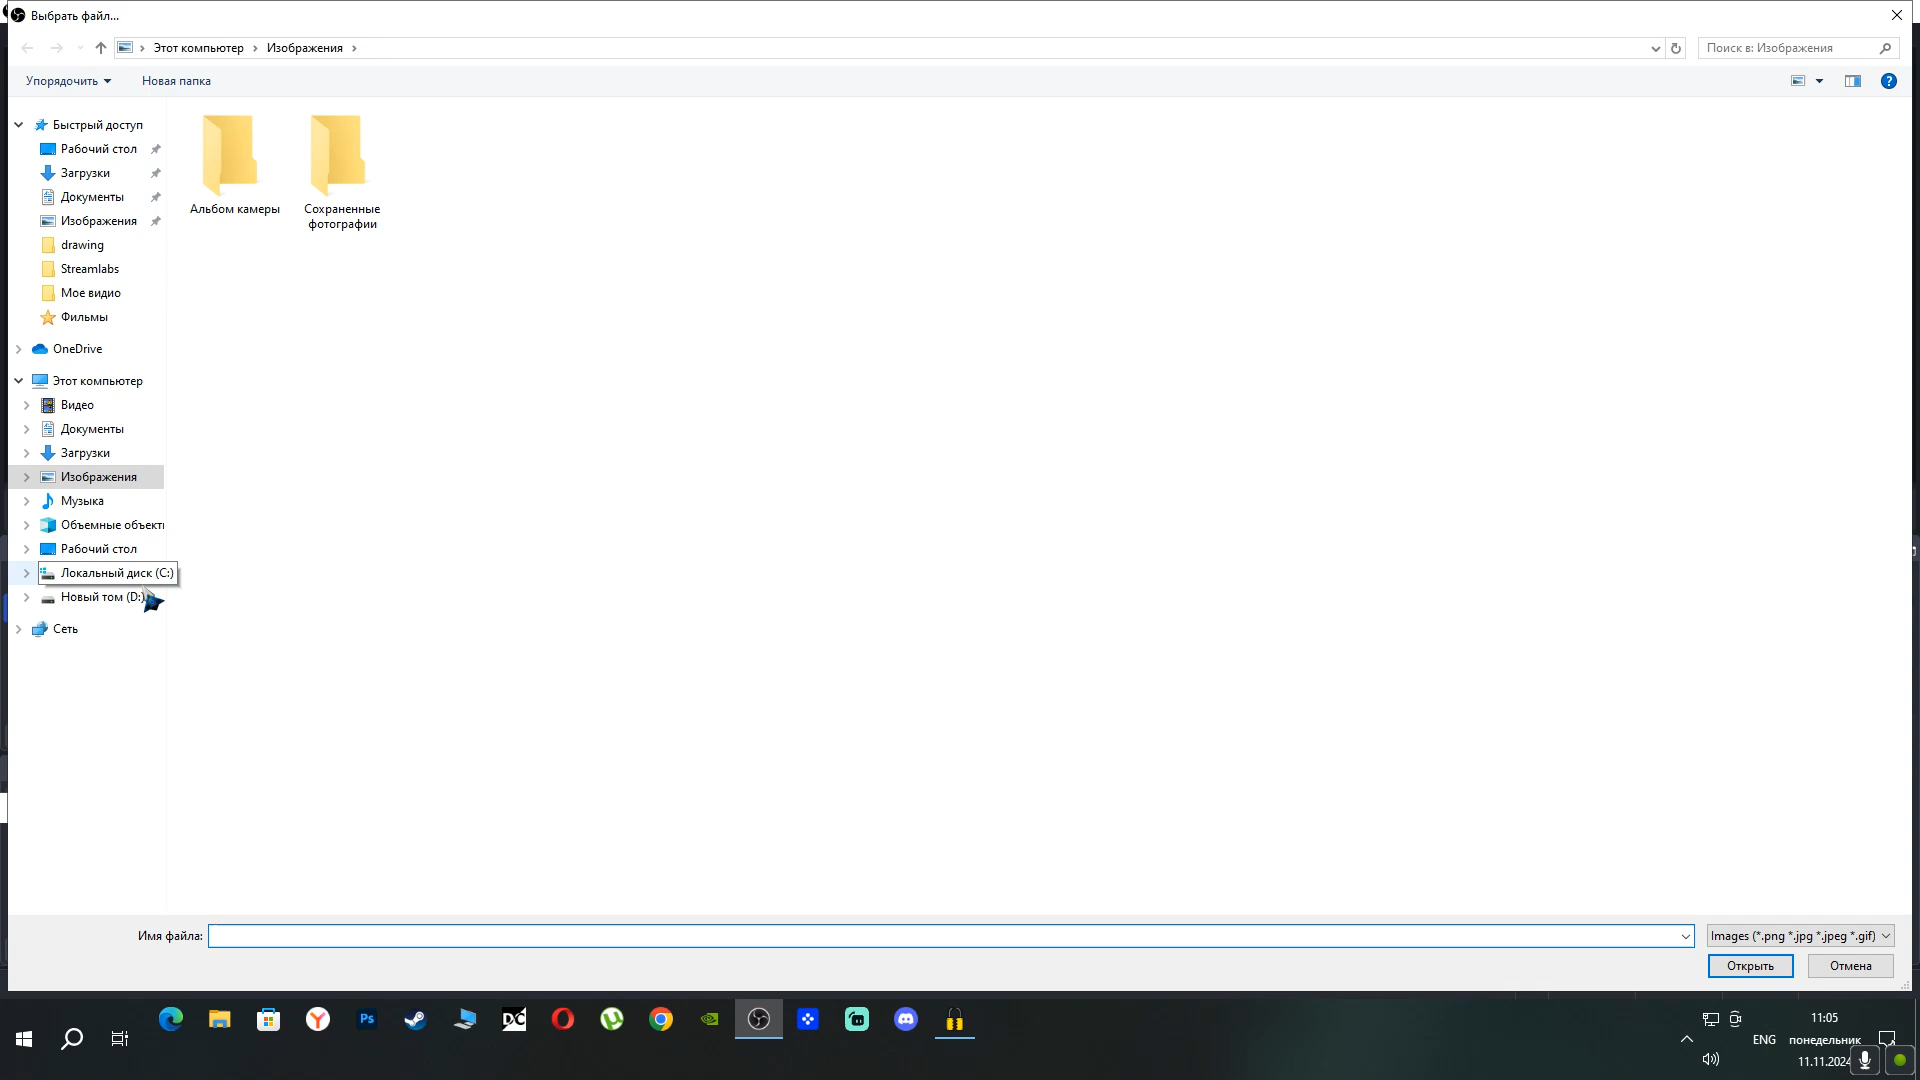 Выбрать файл...
Этот компьютер
Изображения
Поиск в: Изображения
Упорядочить
Новая папка
Быстрый доступ
Рабочий стол
Загрузки
Документы
Изображения
drawing
Streamlabs
Мое видио
Фильмы
OneDrive
Этот компьютер
Видео
Документы
Загрузки
Изображения
Музыка
Объемные объекты
Рабочий стол
Локальный диск (C:)
Новый том (D:)
Сеть
Альбом камеры
Сохраненные
фотографии
Имя файла:
Images (*.png *.jpg *.jpeg *.gif)
Открыть
Отмена
Ps
DC
ENG
11:05
понедельник
11.11.2024